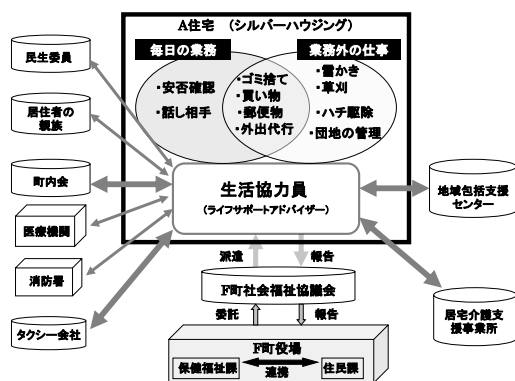 A住宅 (シルバーハウジング)
毎日の業務
業務外の仕事
・安否確認
・話し相手
・ゴミ捨て
・買い物
・郵便物
・外出代行
・雪かき
・草刈
・ハチ駆除
・団地の管理
民生委員
居住者の
親族
町内会
医療機関
消防署
タクシー会社
生活協力員
(ライフサポートアドバイザー)
地域包括支援
センター
居宅介護支
援事業所
派遣
報告
F町社会福祉協議会
委託
報告
F町役場
保健福祉課
連携
住民課